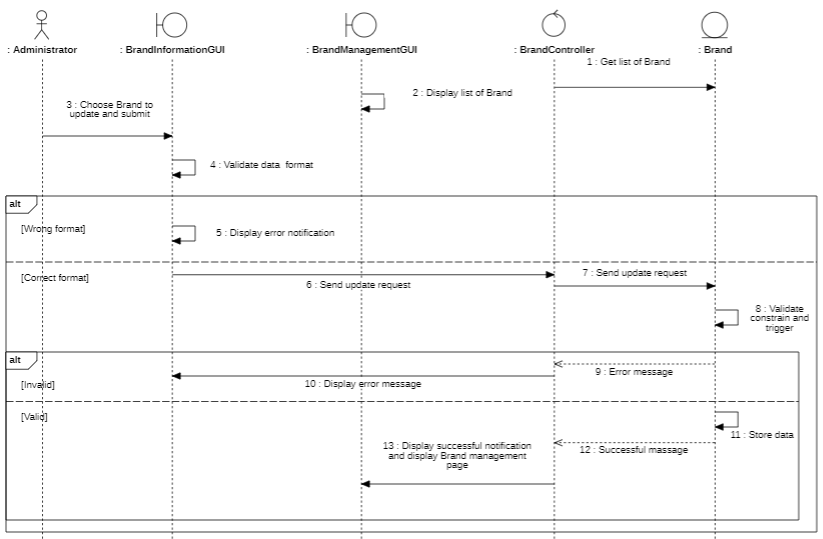 : Administrator
: BrandInformationGUI
: BrandManagementGUI
: BrandController
: Brand
1 : Get list of Brand
2 : Display list of Brand
3 : Choose Brand to
update and submit
4 : Validate data  format
alt
[Wrong format]
5 : Display error notification
[Correct format]
6 : Send update request
7 : Send update request
8 : Validate
constrain and
trigger
alt
[Invalid]
9 : Error message
10 : Display error message
[Valid]
11 : Store data
12 : Successful massage
13 : Display successful notification
and display Brand management
page